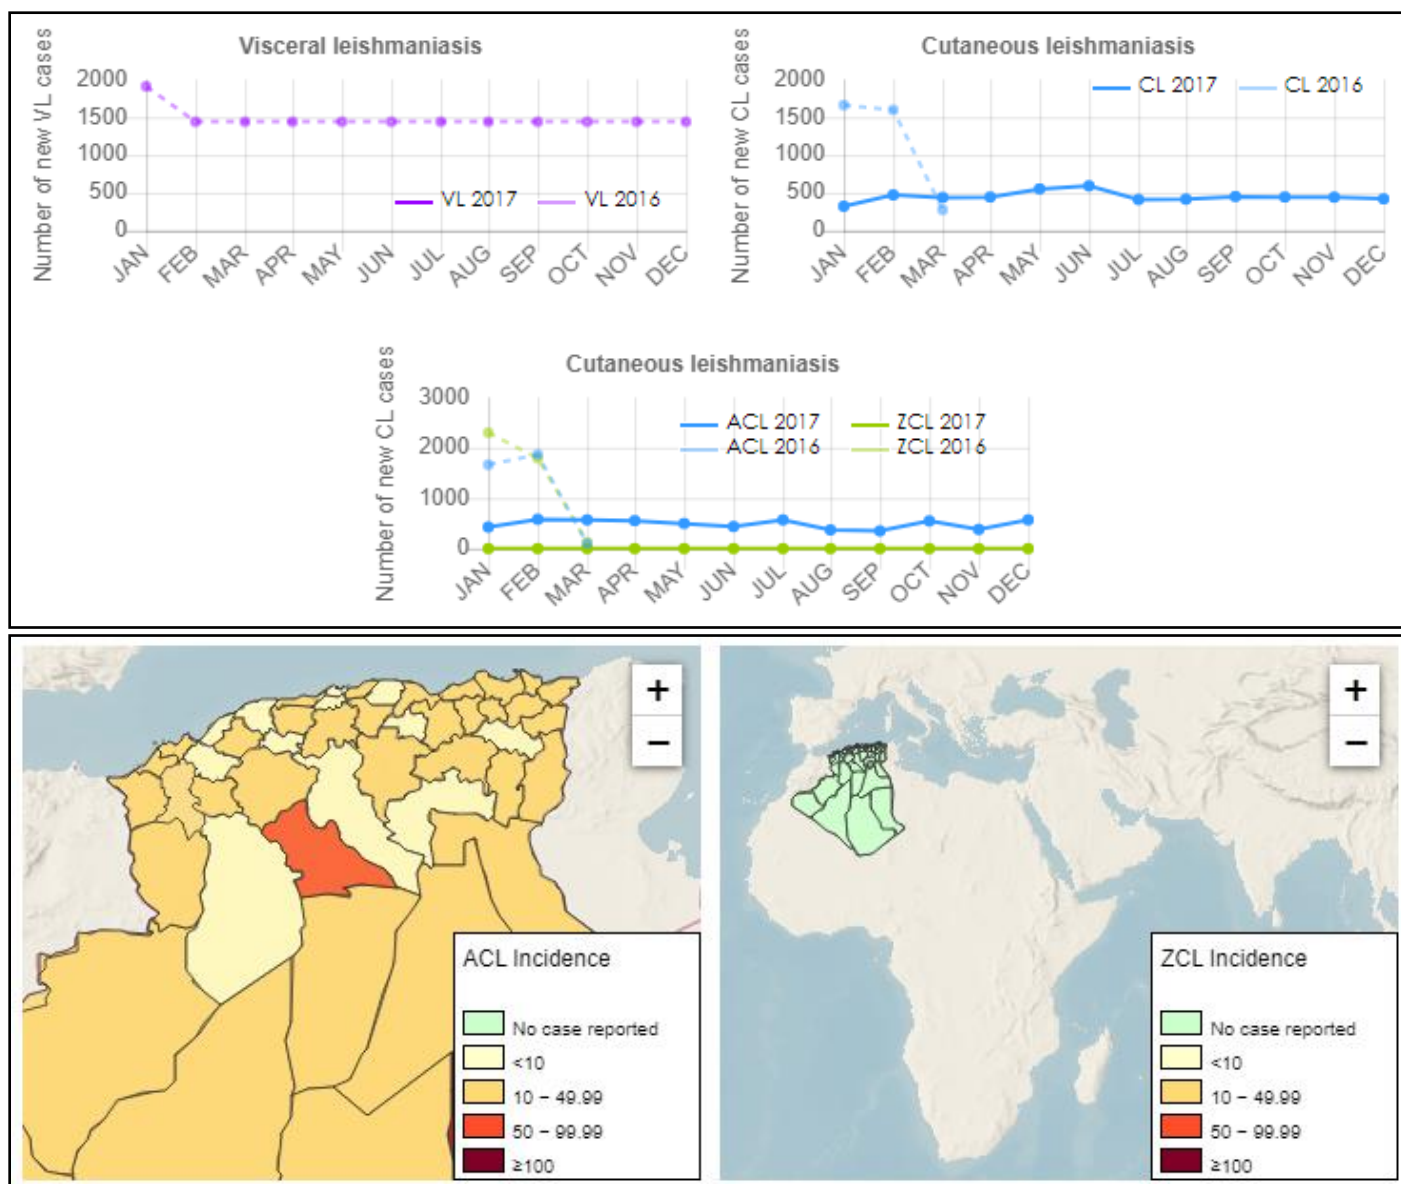 Visceral leishmaniasis
Number of new VL cases
2000
1500
1000
500
0
VL 2017
VL 2016
JAN
FEB
MAR
APR
MAY
JUN
JUL
AUG
SEP
OCT
NOV
DEC
Cutaneous leishmaniasis
Number of new CL cases
2000
1500
1000
500
0
CL 2017
CL 2016
JAN
FEB
MAR
APR
MAY
JUN
JUL
AUG
SEP
OCT
NOV
DEC
Cutaneous leishmaniasis
Number of new CL cases
3000
2000
1000
0
ACL 2017
ZCL 2017
ACL 2016
ZCL 2016
JAN
FEB
MAR
APR
MAY
JUN
JUL
AUG
SEP
OCT
NOV
DEC
+
−
ACL Incidence
No case reported
<10
10 – 49.99
50 – 99.99
≥100
+
−
ZCL Incidence
No case reported
<10
10 – 49.99
50 – 99.99
≥100